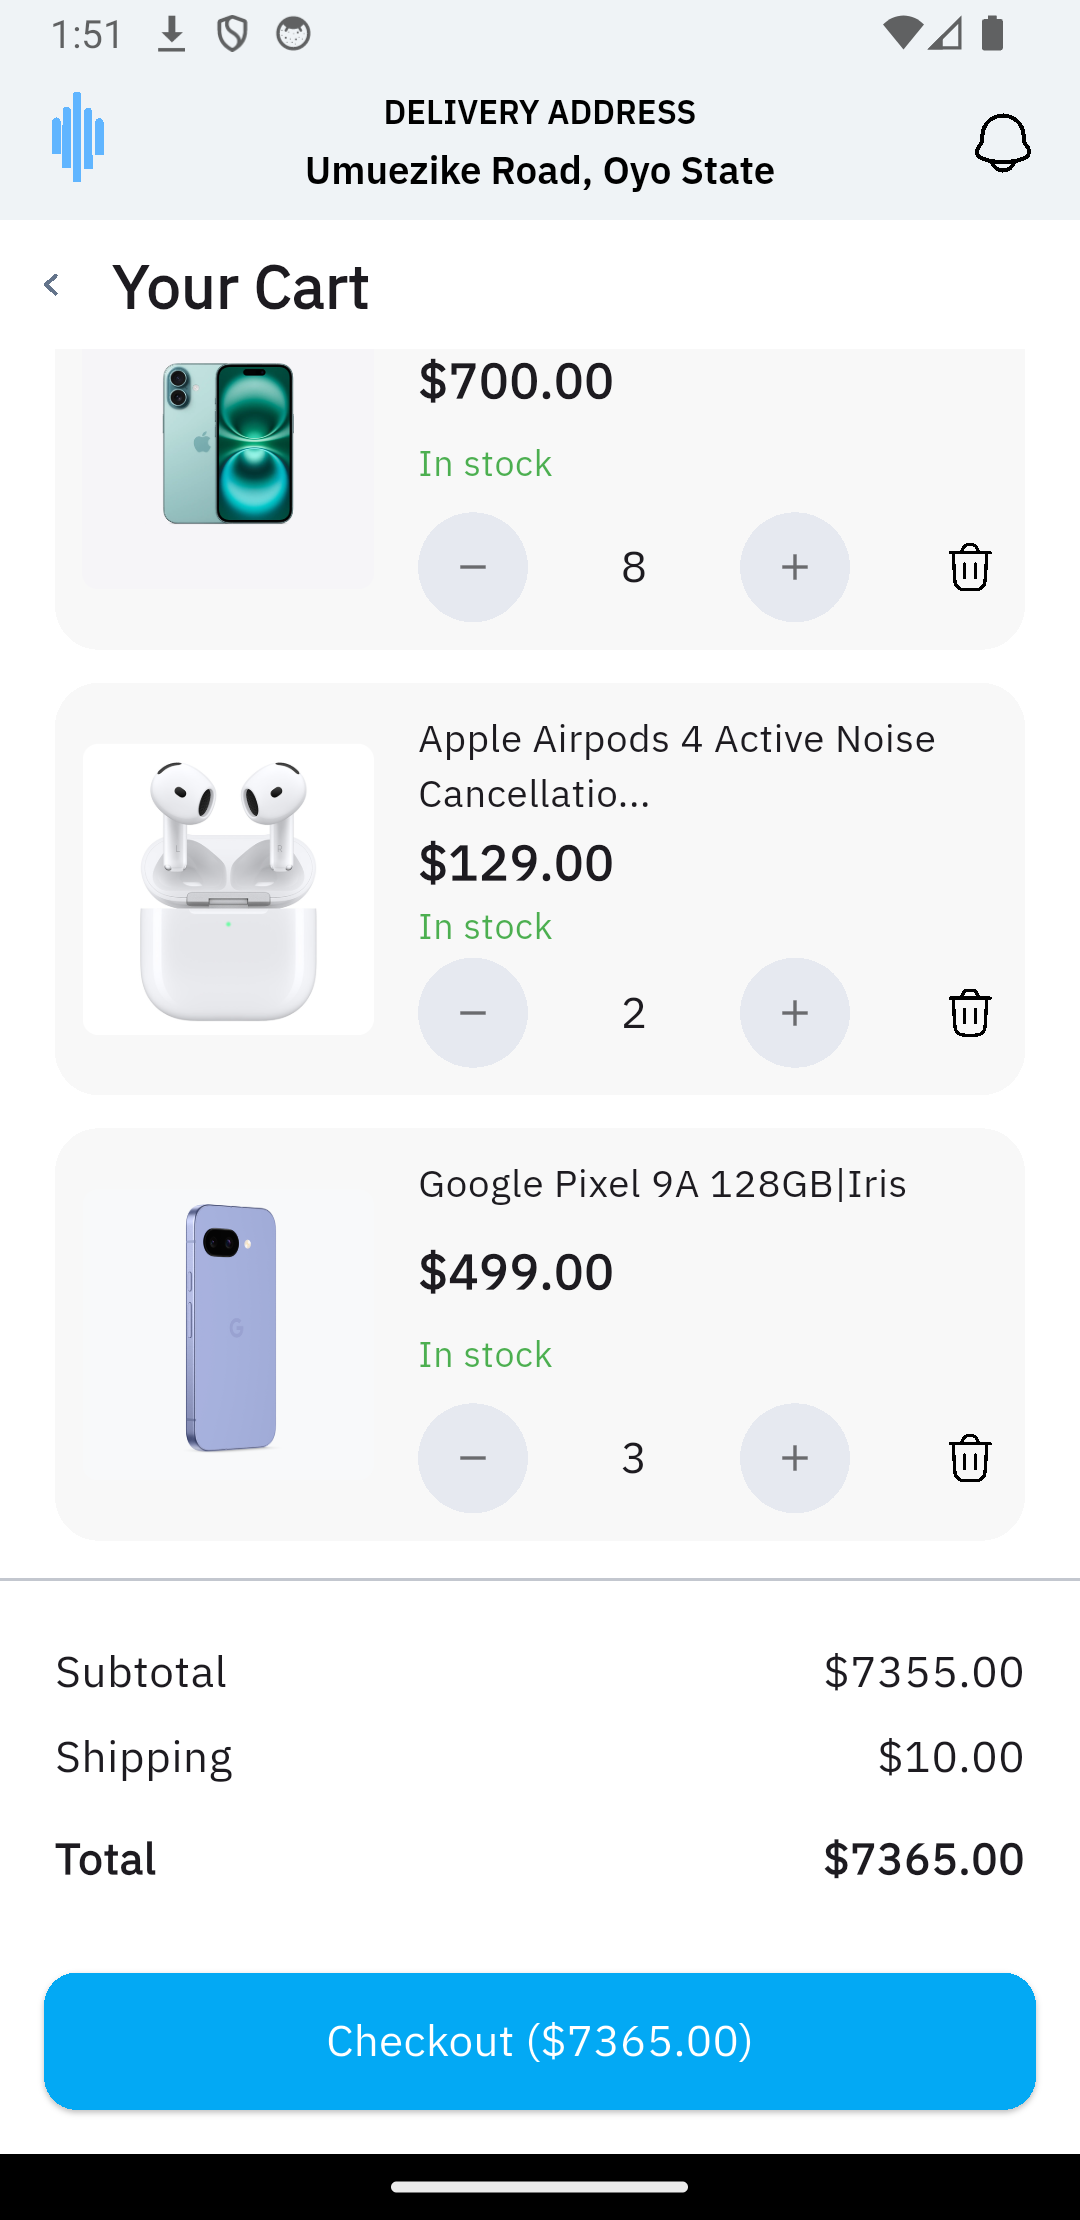 1:51
DELIVERY ADDRESS
Umuezike Road, Oyo State
Your Cart
$700.00
In stock
8
Apple Airpods 4 Active Noise
Cancellatio...
$129.00
In stock
2
Google Pixel 9A 128GB|Iris
$499.00
In stock
3
Subtotal $7355.00
Shipping $10.00
Total $7365.00
Checkout ($7365.00)